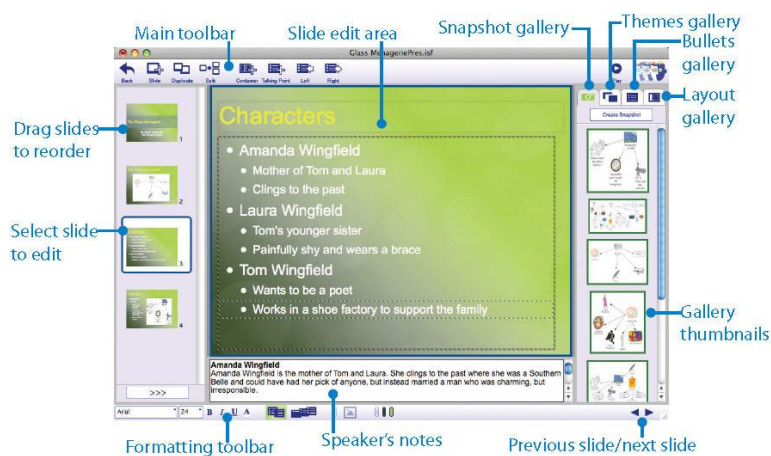 Main toolbar
Slide edit area
Snapshot gallery
Themes gallery
Bullets
gallery
Layout
gallery
Drag slides
to reorder
Select slide
to edit
Gallery
thumbnails
Formatting toolbar
Speaker's notes
Previous slide/next slide
Glass MenageriePres.isf
Back
Slide
Duplicate
Split
Container
Talking Point
Left
Right
Play
Create Snapshot
1
2
3
4
>>>
Characters
Amanda Wingfield
Mother of Tom and Laura
Clings to the past
Laura Wingfield
Tom's younger sister
Painfully shy and wears a brace
Tom Wingfield
Wants to be a poet
Works in a shoe factory to support the family
Amanda Wingfield
Amanda Wingfield is the mother of Tom and Laura. She clings to the past where she was a Southern
Belle and could have had her pick of anyone, but instead married a man who was charming, but
irresponsible.
Arial
24
B I U A